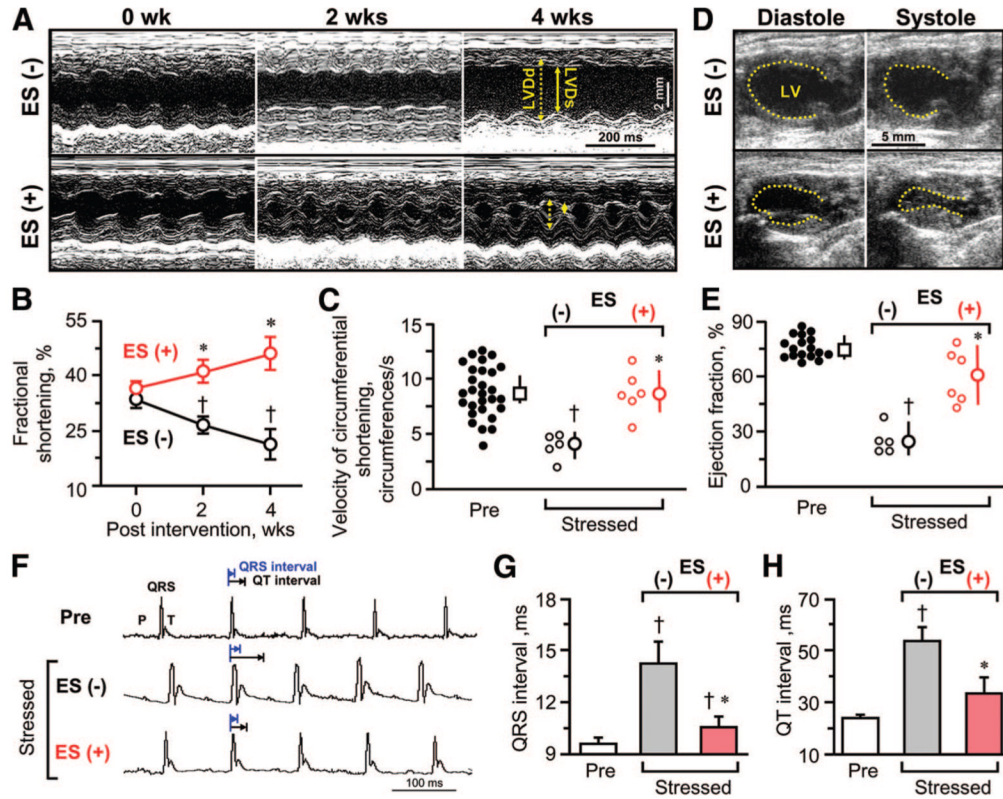 A
0 wk
2 wks
4 wks
ES (-)
LVDd
LVDs
2 mm
200 ms
ES (+)
D
Diastole
Systole
ES (-)
LV
5 mm
ES (+)
B
Fractional
shortening, %
55
40
25
10
ES (+)
ES (-)
*
*
†
†
0
2
4
Post intervention, wks
C
Velocity of circumferential
shortening,
circumferences/s
ES
(-)
(+)
15
10
5
0
*
†
Pre
Stressed
E
Ejection fraction, %
ES
(-)
(+)
90
60
30
0
*
†
Pre
Stressed
F
QRS interval
QT interval
QRS
P
T
Pre
Stressed
ES (-)
ES (+)
100 ms
G
QRS interval, ms
ES
(-)
(+)
18
15
12
9
†
† *
Pre
Stressed
H
QT interval ,ms
ES
(-)
(+)
70
50
30
10
†
*
Pre
Stressed